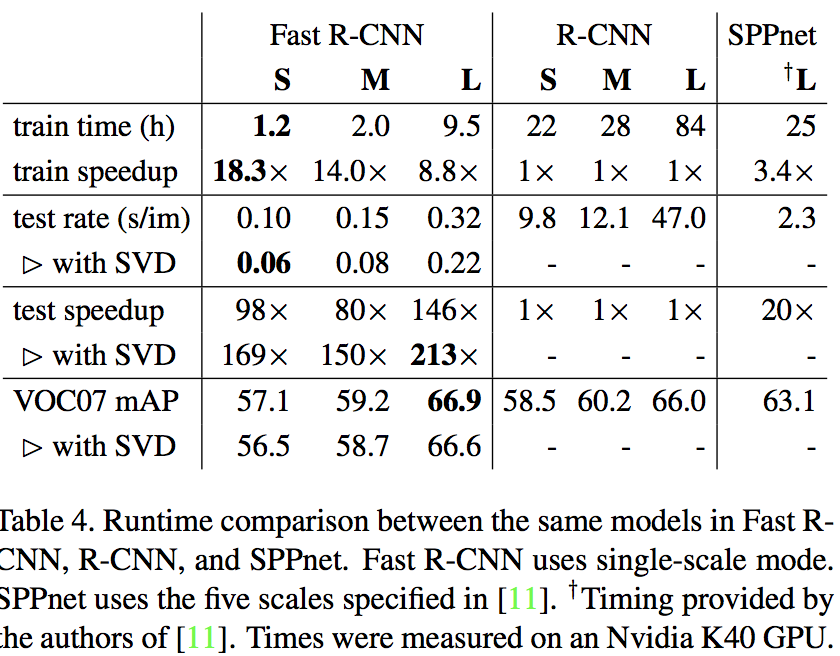 Fast R-CNN R-CNN SPPnet
S M L S M L †L
train time (h) 1.2 2.0 9.5 22 28 84 25
train speedup 18.3× 14.0× 8.8× 1× 1× 1× 3.4×
test rate (s/im) 0.10 0.15 0.32 9.8 12.1 47.0 2.3
▷ with SVD 0.06 0.08 0.22 - - - -
test speedup 98× 80× 146× 1× 1× 1× 20×
▷ with SVD 169× 150× 213× - - - -
VOC07 mAP 57.1 59.2 66.9 58.5 60.2 66.0 63.1
▷ with SVD 56.5 58.7 66.6 - - - -
Table 4. Runtime comparison between the same models in Fast R-
CNN, R-CNN, and SPPnet. Fast R-CNN uses single-scale mode.
SPPnet uses the five scales specified in [11]. †Timing provided by
the authors of [11]. Times were measured on an Nvidia K40 GPU.